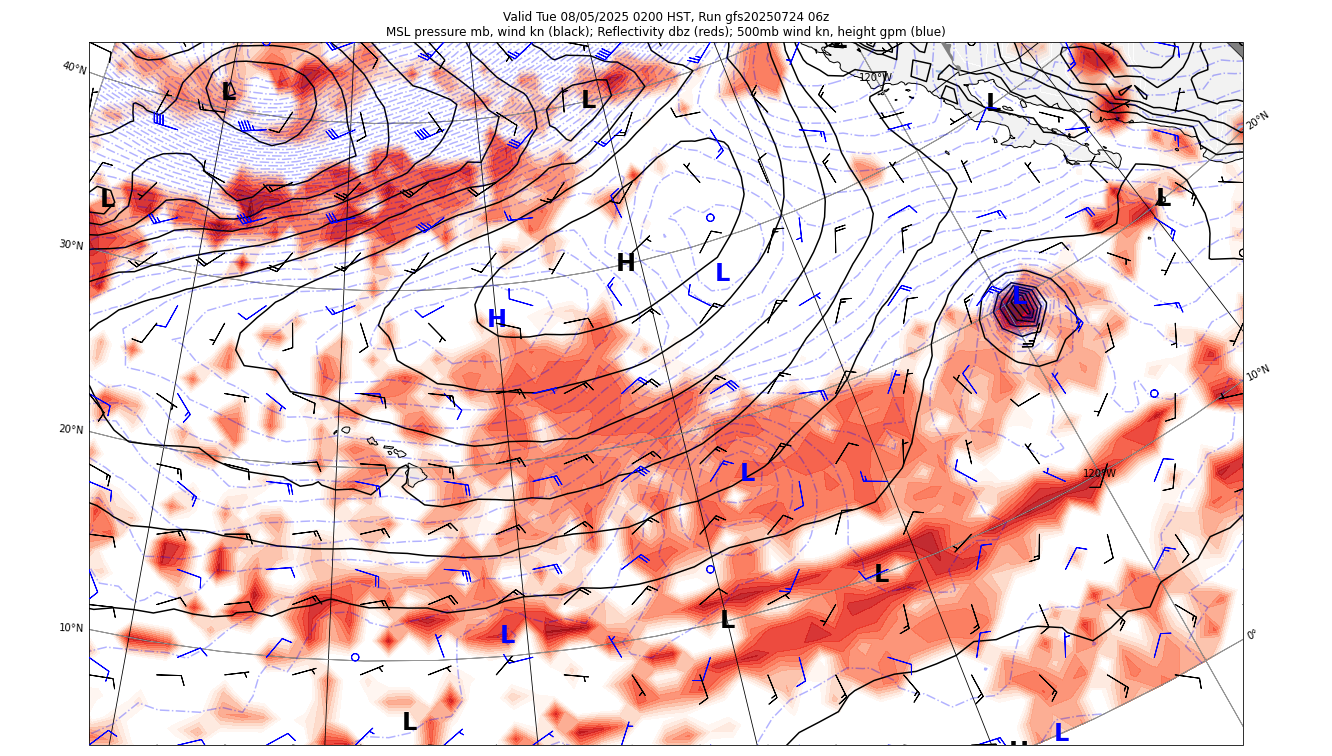 Valid Tue 08/05/2025 0200 HST, Run gfs20250724 06z
MSL pressure mb, wind kn (black); Reflectivity dbz (reds); 500mb wind kn, height gpm (blue)
40°N
120°W
L
L
L
20°N
L
L
30°N
L
H
L
L
H
10°N
20°N
L
120°W
L
10°N
L
L
0°
L
L
H